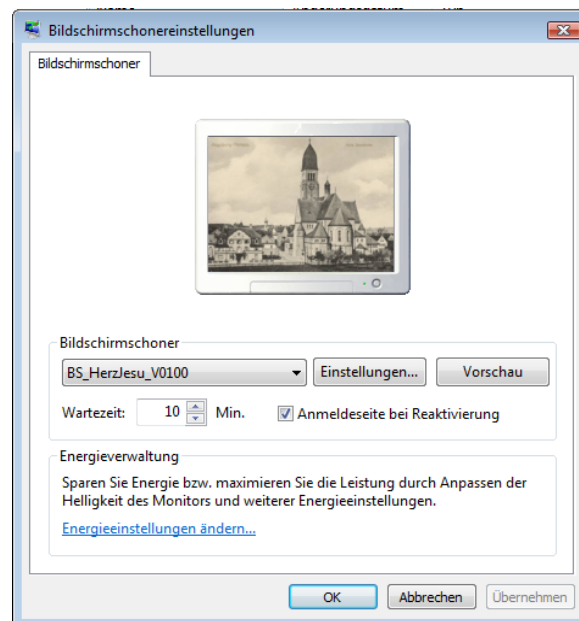 Bildschirmschonereinstellungen
Bildschirmschoner
Bildschirmschoner
BS_HerzJesu_V0100
Einstellungen...
Vorschau
Wartezeit: 10 Min.
Anmeldeseite bei Reaktivierung
Energieverwaltung
Sparen Sie Energie bzw. maximieren Sie die Leistung durch Anpassen der
Helligkeit des Monitors und weiterer Energieeinstellungen.
Energieeinstellungen ändern...
OK
Abbrechen
Übernehmen